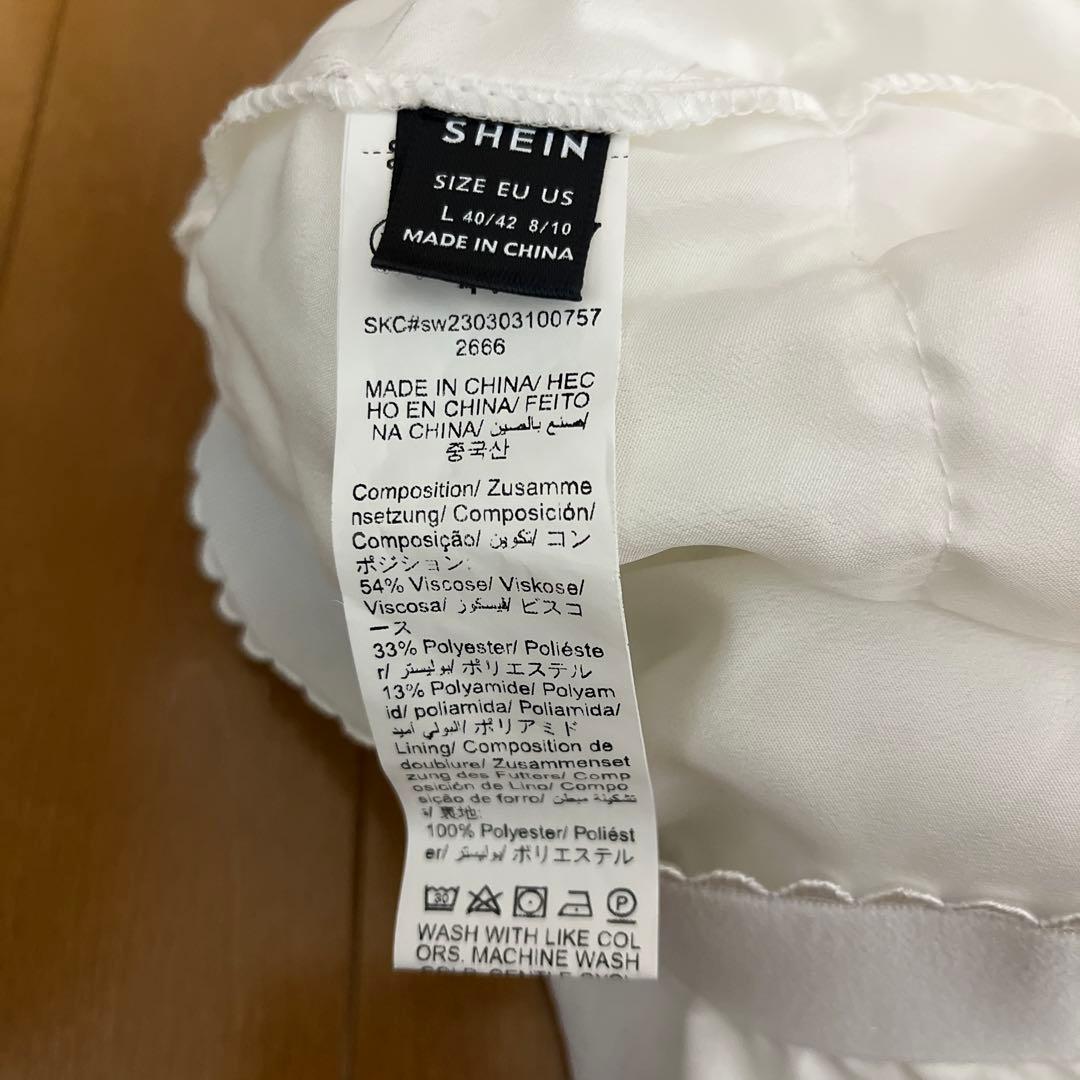 SHEIN
SIZE EU US
L 40/42 8/10
MADE IN CHINA
SKC#sw230303100757
2666
MADE IN CHINA/ HEC
HO EN CHINA/ FEITO
NA CHINA/ صنع بالصين/
중국산
Composition/ Zusamme
nsetzung/ Composición/
Composição/ تكوين/ コン
ポジション:
54% Viscose/ Viskose/
Viscosa/ فيسكوز/ ビスコ
ース
33% Polyester/ Poliéste
r/ بوليستر/ ポリエステル
13% Polyamide/ Polyam
id/ poliamida/ Poliamida/
البولي أميد/ ポリアミド
Lining/ Composition de
doublure/ Zusammenset
zung des Futters/ Comp
osición de Lino/ Compo
sição de forro/ تشكونة مبطن
ة/ 裏地:
100% Polyester/ Poliést
er/ بوليستر/ ポリエステル
30 P
WASH WITH LIKE COL
ORS. MACHINE WASH